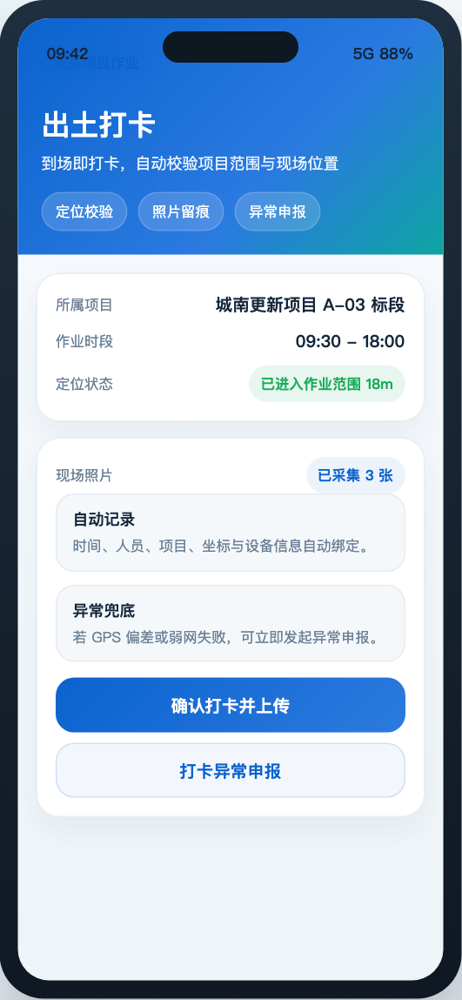 09:42
5G 88%
项目作业
出土打卡
到场即打卡，自动校验项目范围与现场位置
定位校验
照片留痕
异常申报
所属项目
城南更新项目 A-03 标段
作业时段
09:30 – 18:00
定位状态
已进入作业范围 18m
现场照片
已采集 3 张
自动记录
时间、人员、项目、坐标与设备信息自动绑定。
异常兜底
若 GPS 偏差或弱网失败，可立即发起异常申报。
确认打卡并上传
打卡异常申报